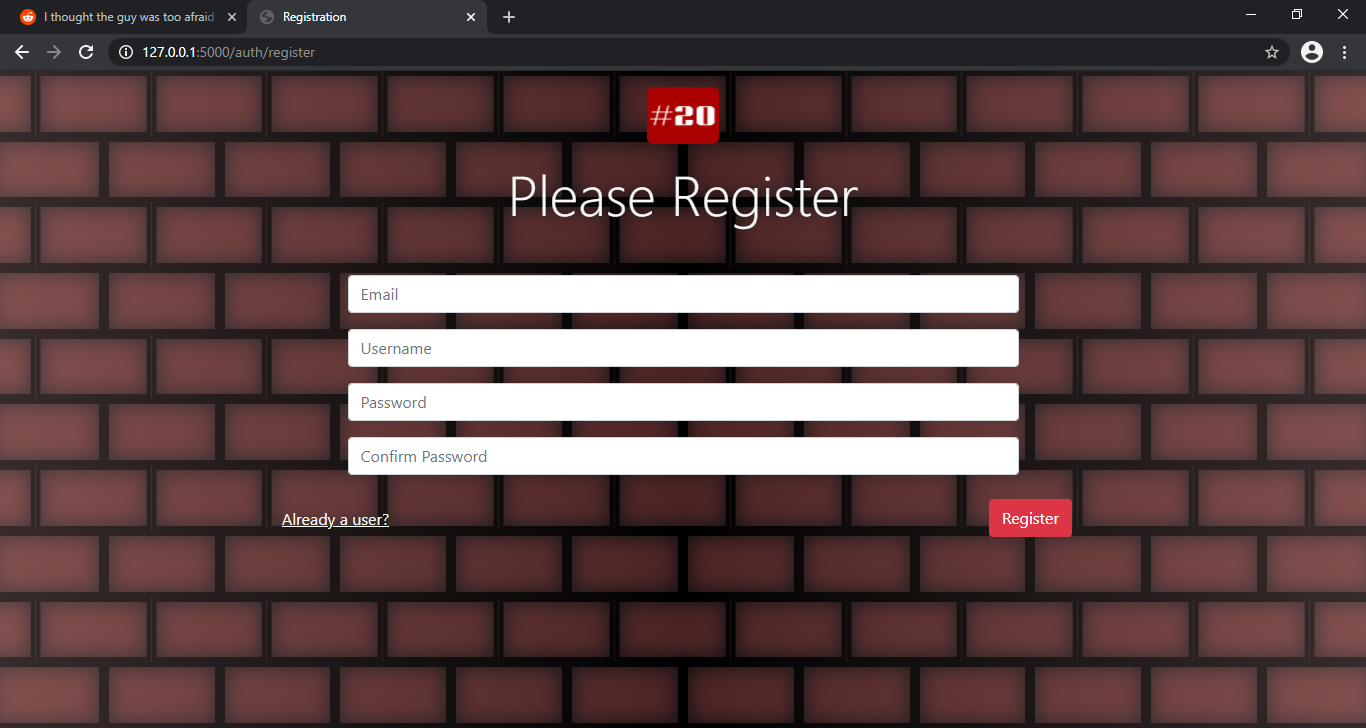 I thought the guy was too afraid
Registration
127.0.0.1:5000/auth/register
#20
Please Register
Email
Username
Password
Confirm Password
Already a user?
Register